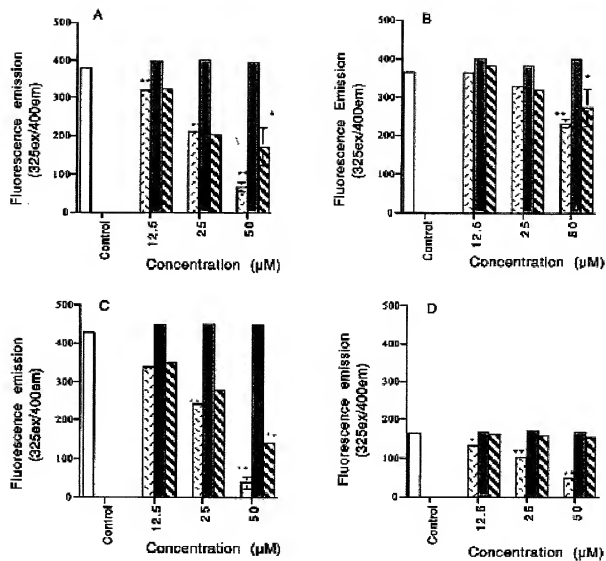 A
500
400
300
200
100
0
Fluorescence emission
(325ex/400em)
**
**
**
*
Control
12.5
25
50
Concentration (µM)
B
500
400
300
200
100
0
Fluorescence Emission
(325ex/400em)
**
*
Control
12.5
25
50
Concentration (µM)
C
500
400
300
200
100
0
Fluorescence emission
(325ex/400em)
**
**
**
Control
12.5
25
50
Concentration (µM)
D
500
400
300
200
100
0
Fluorescence emission
(325ex/400em)
*
**
**
Control
12.5
25
50
Concentration (µM)